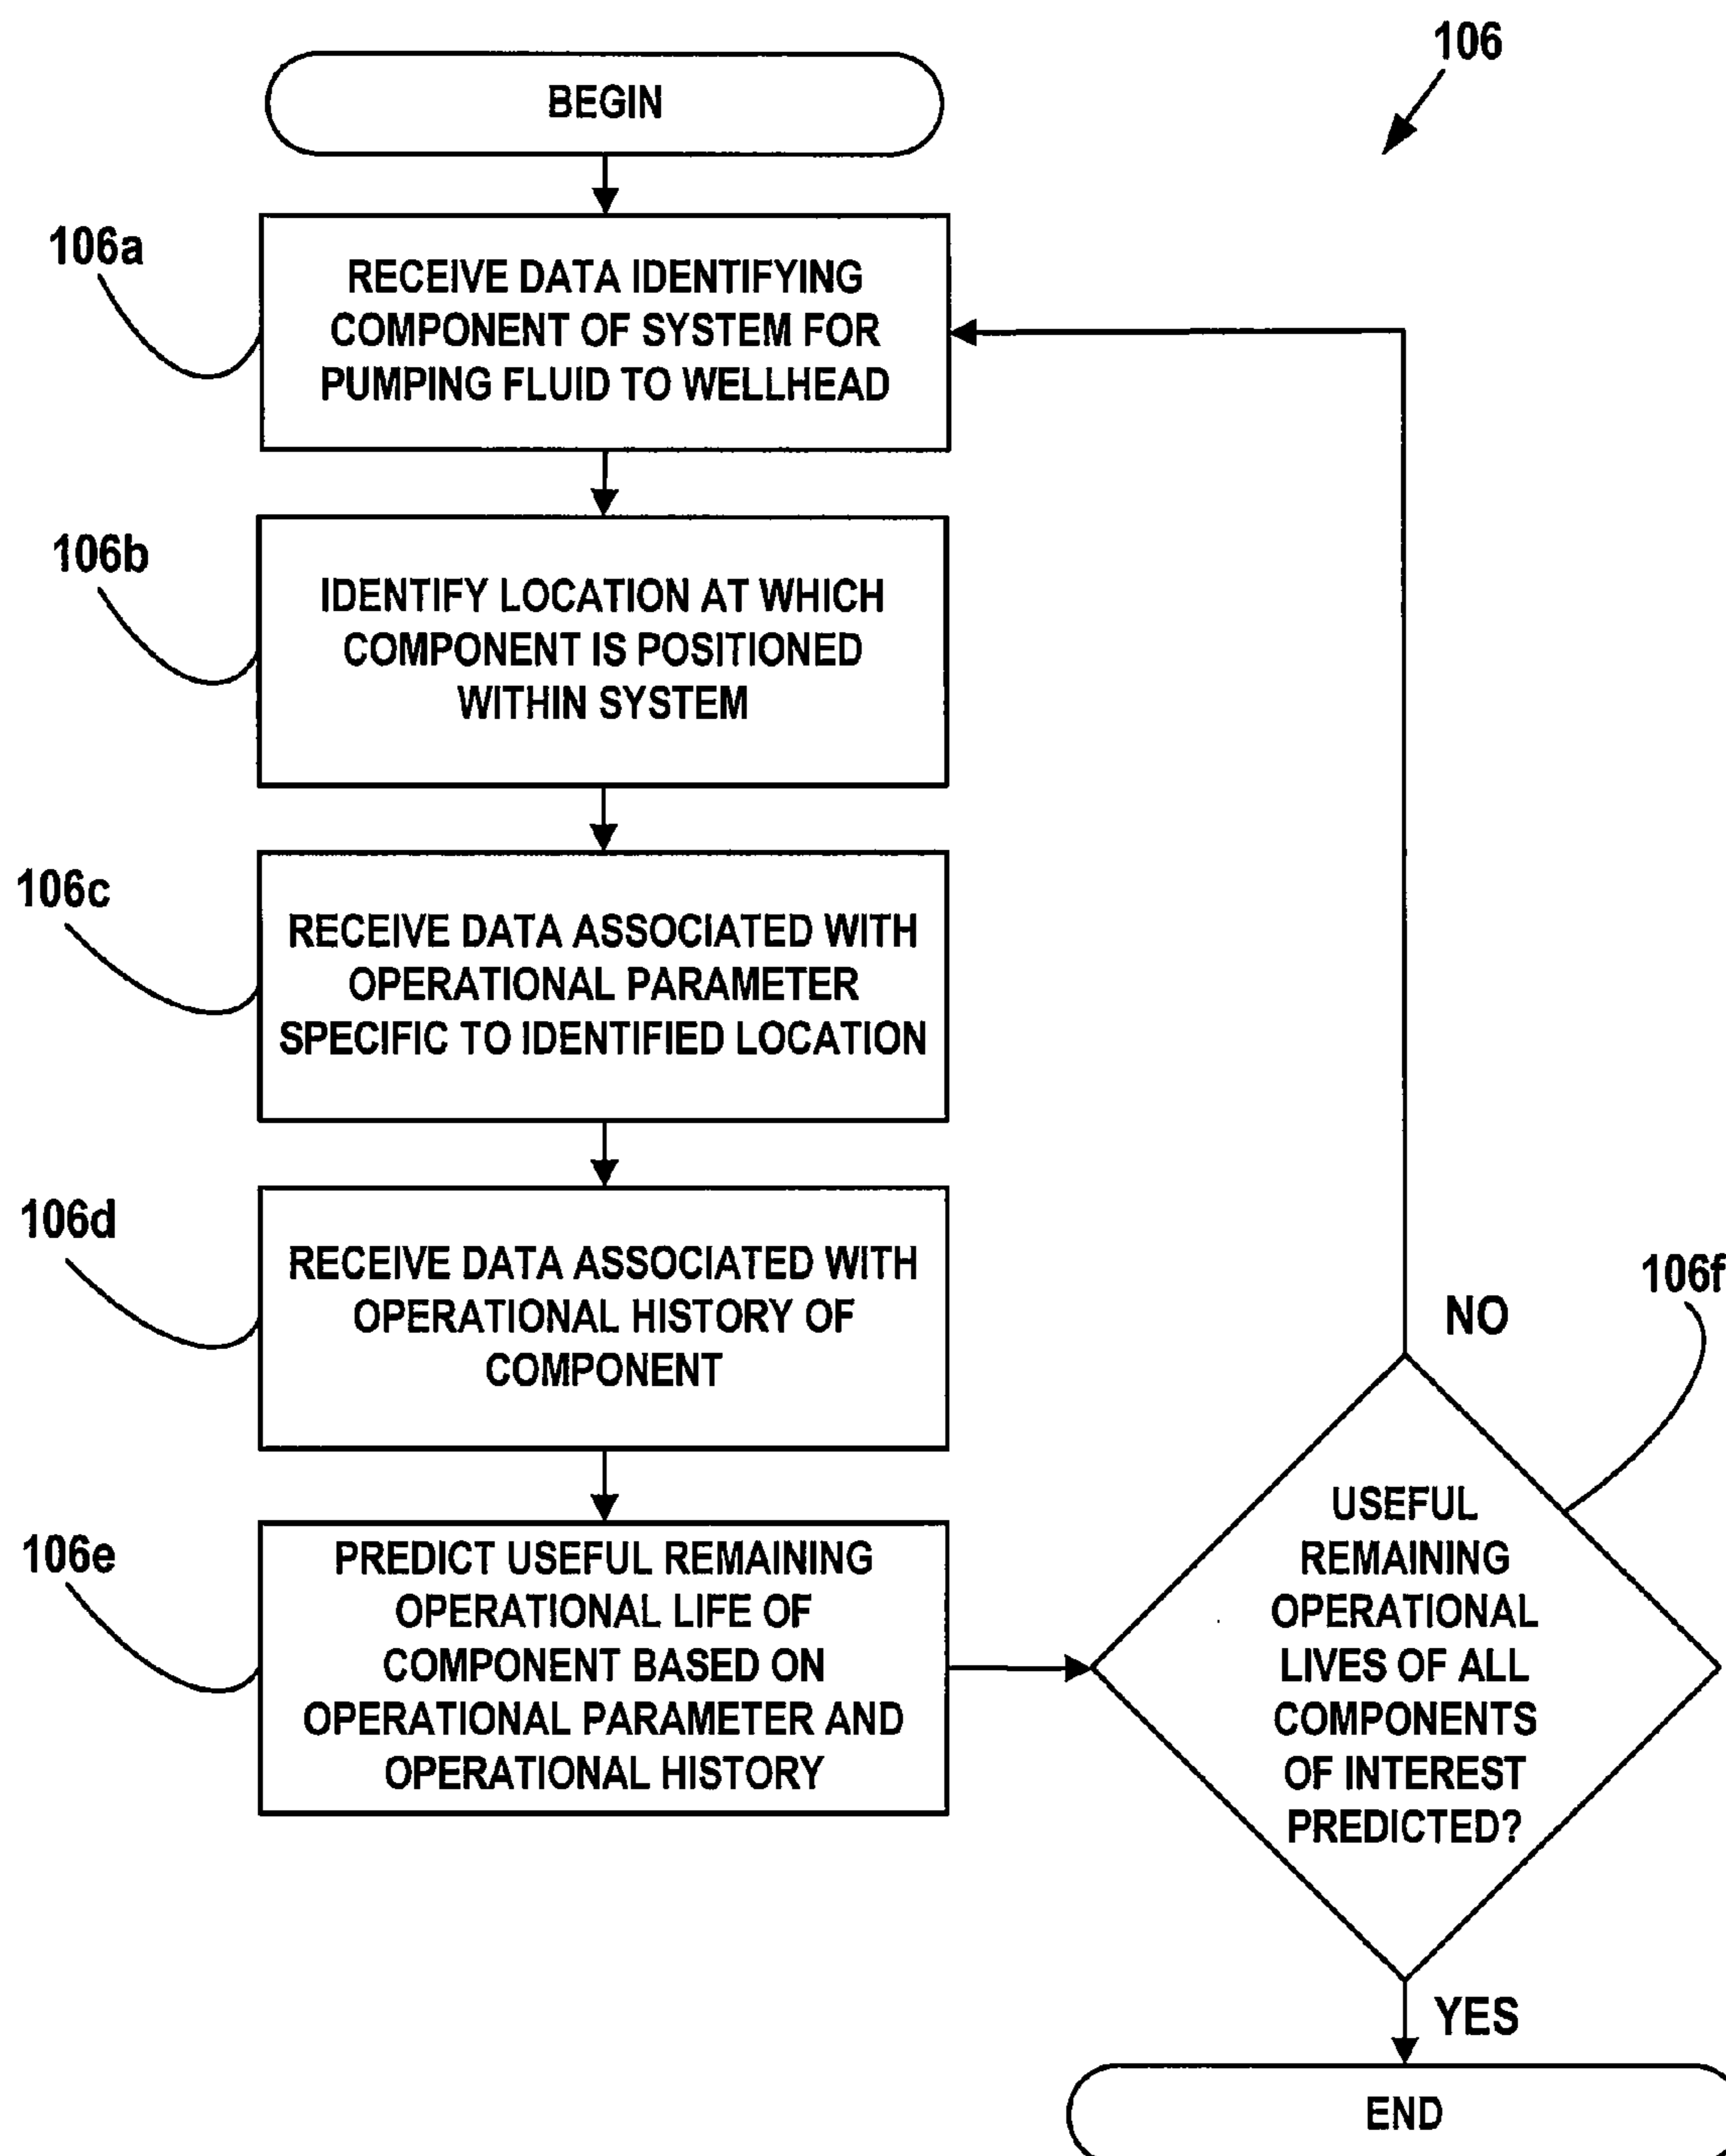 106
BEGIN
106a
RECEIVE DATA IDENTIFYING
COMPONENT OF SYSTEM FOR
PUMPING FLUID TO WELLHEAD
106b
IDENTIFY LOCATION AT WHICH
COMPONENT IS POSITIONED
WITHIN SYSTEM
106c
RECEIVE DATA ASSOCIATED WITH
OPERATIONAL PARAMETER
SPECIFIC TO IDENTIFIED LOCATION
106d
RECEIVE DATA ASSOCIATED WITH
OPERATIONAL HISTORY OF
COMPONENT
106e
PREDICT USEFUL REMAINING
OPERATIONAL LIFE OF
COMPONENT BASED ON
OPERATIONAL PARAMETER AND
OPERATIONAL HISTORY
106f
NO
USEFUL
REMAINING
OPERATIONAL
LIVES OF ALL
COMPONENTS
OF INTEREST
PREDICTED?
YES
END